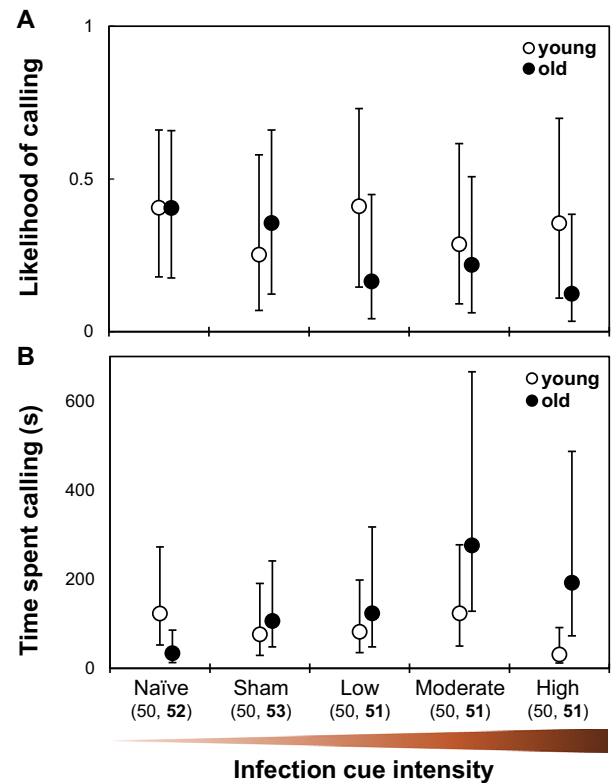 A
Likelihood of calling
1
0.5
0
young
old
B
Time spent calling (s)
600
400
200
0
young
old
Naïve Sham Low Moderate High
(50, 52) (50, 53) (50, 51) (50, 51) (50, 51)
Infection cue intensity